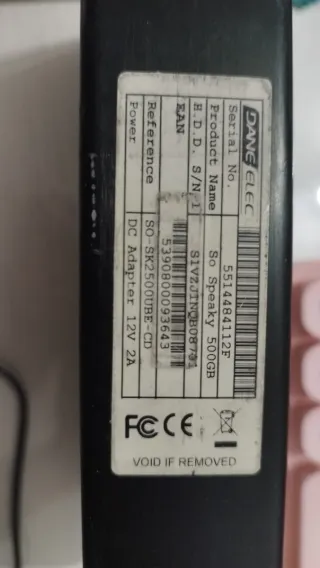 DANE ELEC
Serial No. 5514484112F
Product Name So Speaky 500GB
H.D.D. S/N 1
EAN 5390800093643
Reference SO-SK2500UBE-CD
Power DC Adapter 12V 2A
FC CE
VOID IF REMOVED